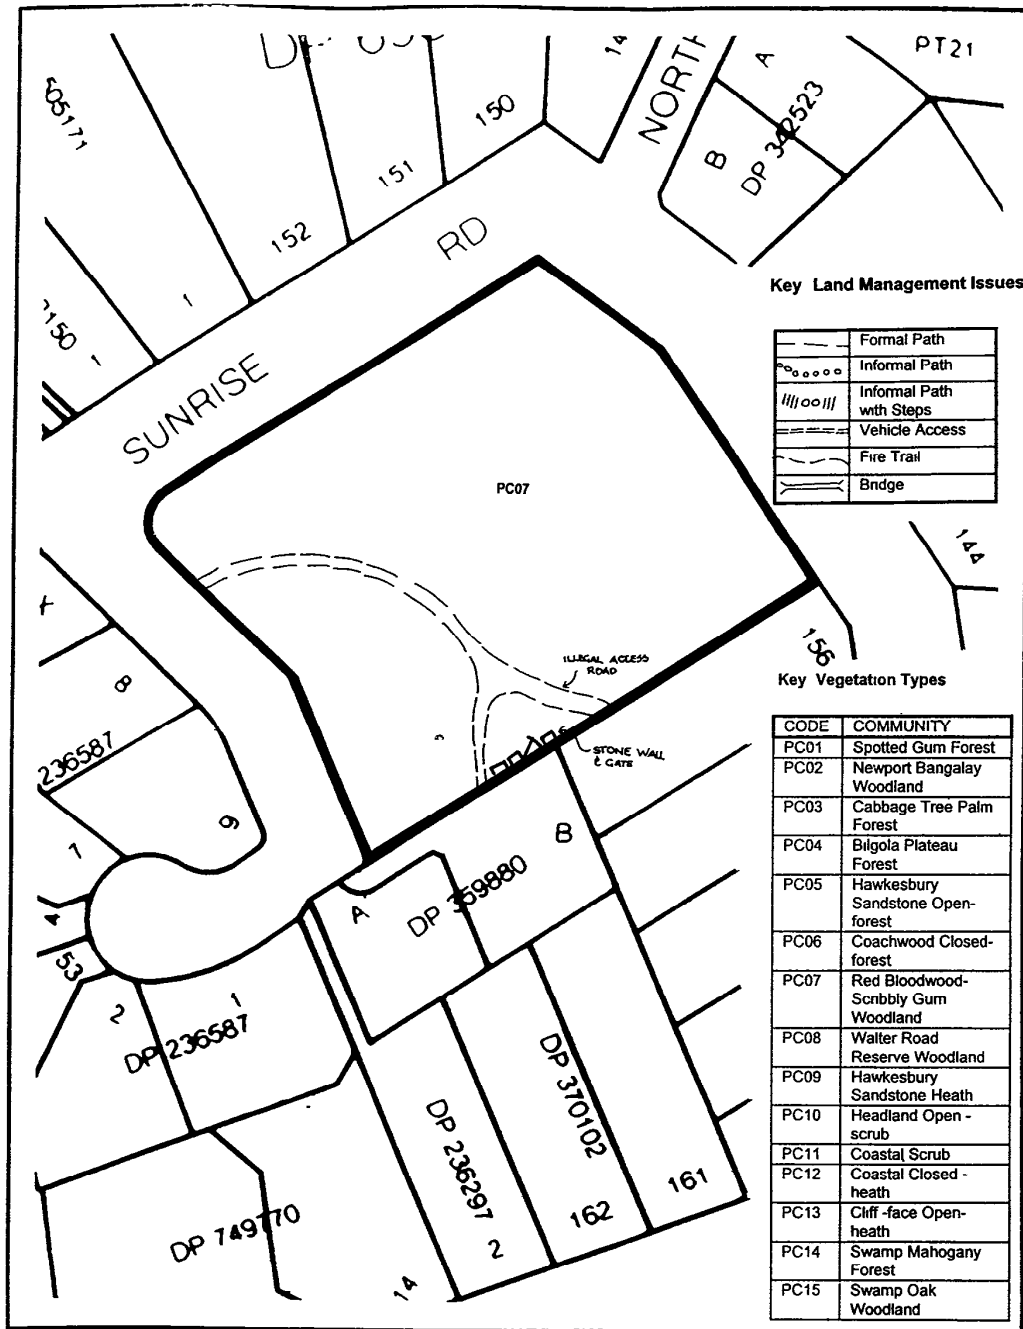 505171
150
14
NORTH
A
PT21
151
B
DP 342523
152
RD
1
Key Land Management Issues
150
1
SUNRISE
Formal Path
Informal Path
Informal Path
with Steps
Vehicle Access
Fire Trail
Bridge
PC07
144
ILLEGAL ACCESS
ROAD
156
8
Key Vegetation Types
236587
STONE WALL
& GATE
9
B
7
A
DP 359880
4
53
2
1
DP 236587
DP 370102
DP 236297
2
162
161
DP 749770
14
CODE COMMUNITY
PC01 Spotted Gum Forest
PC02 Newport Bangalay
Woodland
PC03 Cabbage Tree Palm
Forest
PC04 Bilgola Plateau
Forest
PC05 Hawkesbury
Sandstone Open-
forest
PC06 Coachwood Closed-
forest
PC07 Red Bloodwood-
Scribbly Gum
Woodland
PC08 Walter Road
Reserve Woodland
PC09 Hawkesbury
Sandstone Heath
PC10 Headland Open -
scrub
PC11 Coastal Scrub
PC12 Coastal Closed -
heath
PC13 Cliff -face Open-
heath
PC14 Swamp Mahogany
Forest
PC15 Swamp Oak
Woodland